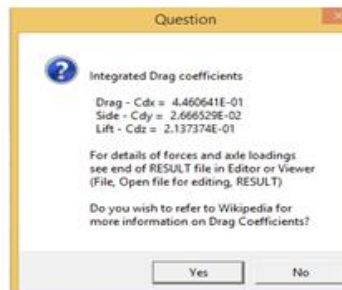 Question
Integrated Drag coefficients
Drag - Cdx = 4.460641E-01
Side - Cdy = 2.666529E-02
Lift - Cdz = 2.137374E-01
For details of forces and axle loadings
see end of RESULT file in Editor or Viewer
(File, Open file for editing, RESULT)
Do you wish to refer to Wikipedia for
more information on Drag Coefficients?
Yes No